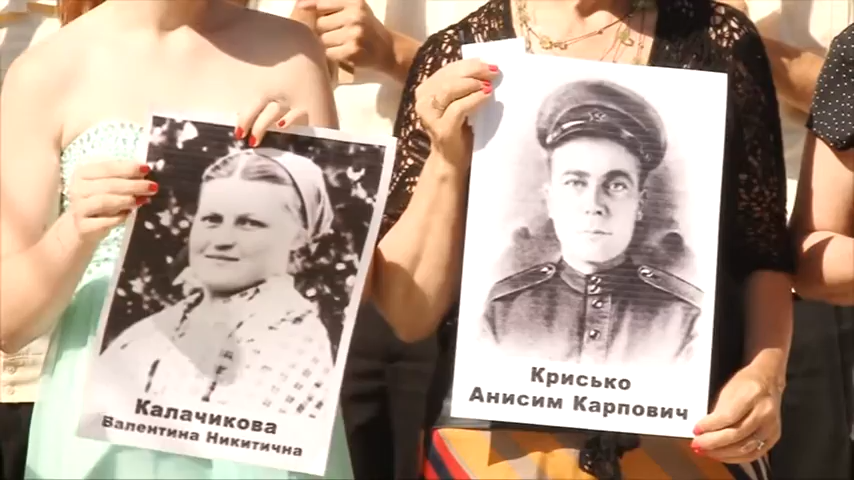 Калачикова
Валентина Никитична
Крисько
Анисим Карпович